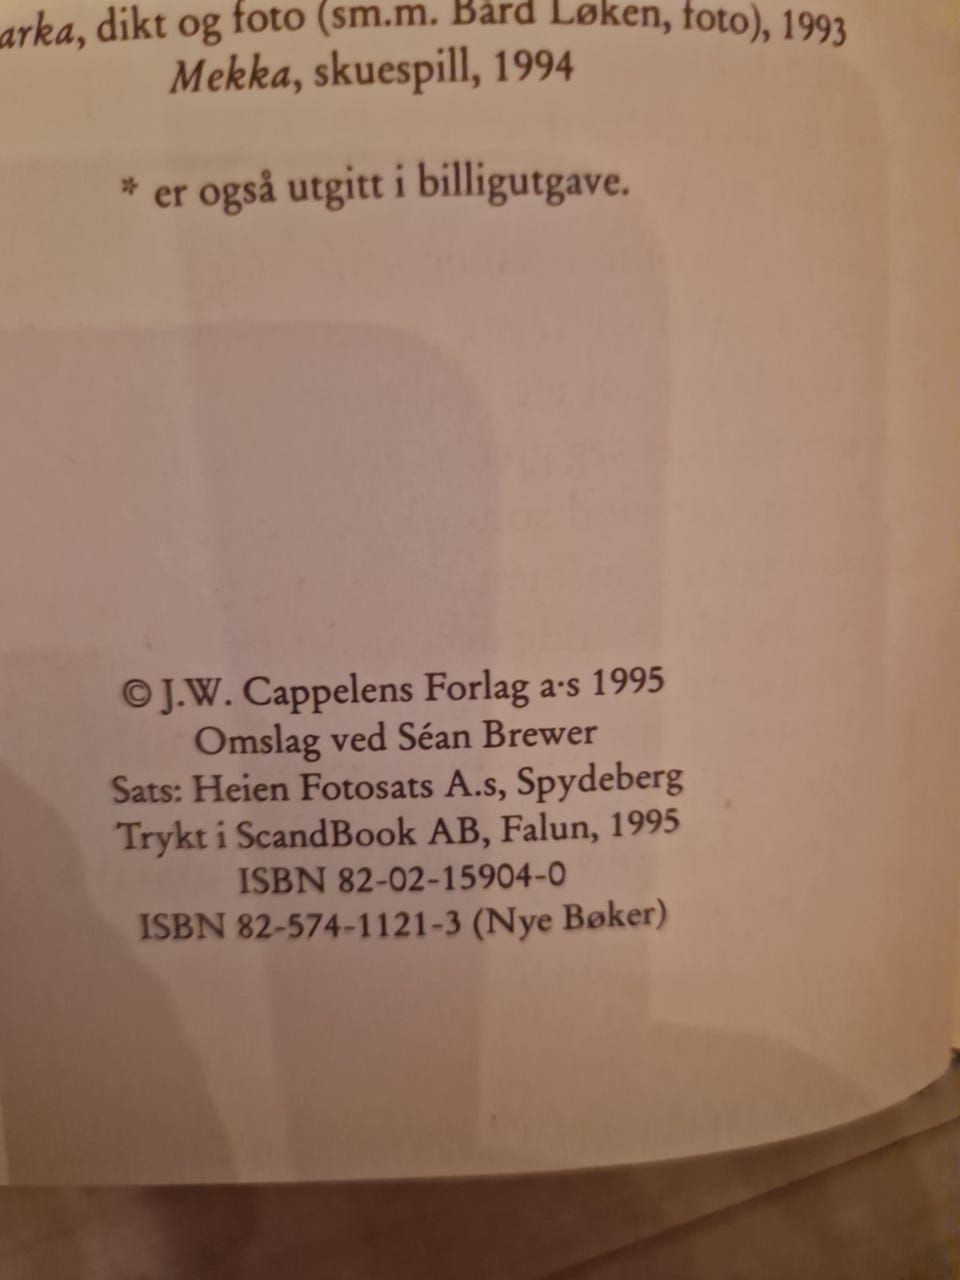 arka, dikt og foto (sm.m. Bård Løken, foto), 1993
Mekka, skuespill, 1994
* er også utgitt i billigutgave.
© J.W. Cappelens Forlag a·s 1995
Omslag ved Séan Brewer
Sats: Heien Fotosats A.s, Spydeberg
Trykt i ScandBook AB, Falun, 1995
ISBN 82-02-15904-0
ISBN 82-574-1121-3 (Nye Bøker)